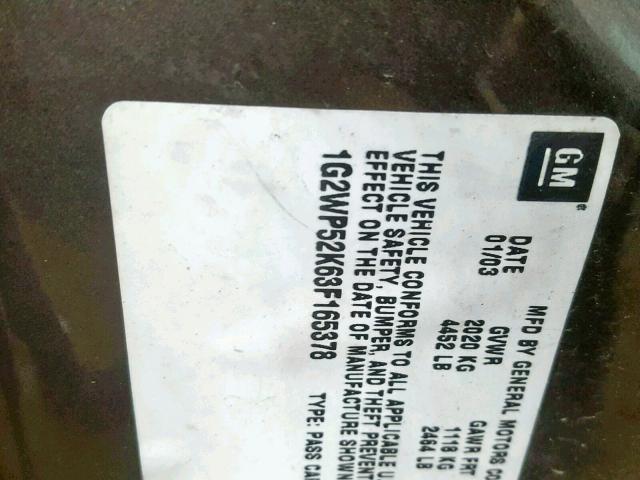 GM
MFD BY GENERAL MOTORS CO
DATE GVWR GAWR FRT
01/03 2020 KG 1118 KG
4452 LB 2464 LB
THIS VEHICLE CONFORMS TO ALL APPLICABLE U
VEHICLE SAFETY, BUMPER, AND THEFT PREVENT
EFFECT ON THE DATE OF MANUFACTURE SHOWN
1G2WP52K63F165378 TYPE: PASS CAR